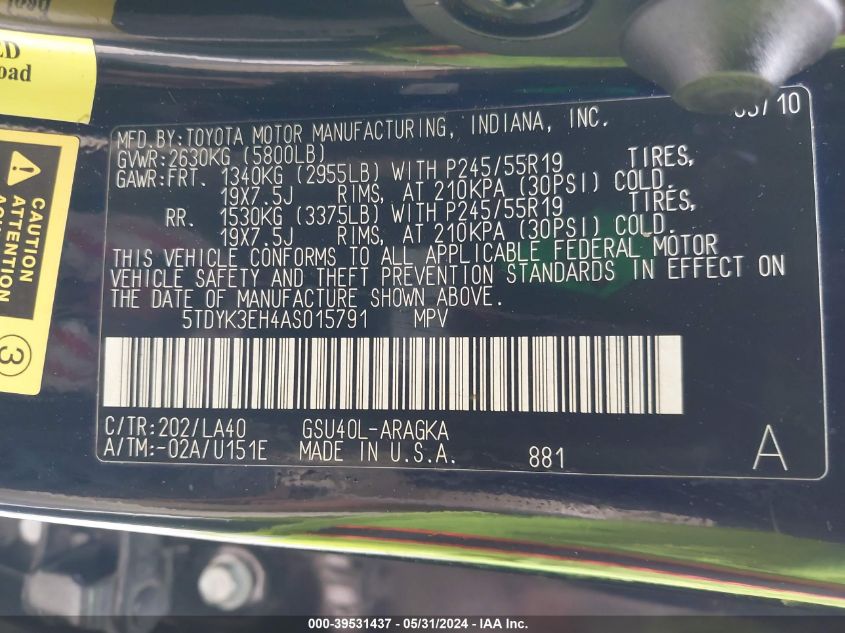 ED
oad
CAUTION
ATTENTION
3
/10
MFD.BY:TOYOTA MOTOR MANUFACTURING, INDIANA, INC.
GVWR:2630KG (5800LB)
GAWR:FRT. 1340KG (2955LB) WITH P245/55R19 TIRES,
19X7.5J RIMS, AT 210KPA (30PSI) COLD.
RR. 1530KG (3375LB) WITH P245/55R19 TIRES,
19X7.5J RIMS, AT 210KPA (30PSI) COLD.
THIS VEHICLE CONFORMS TO ALL APPLICABLE FEDERAL MOTOR
VEHICLE SAFETY AND THEFT PREVENTION STANDARDS IN EFFECT ON
THE DATE OF MANUFACTURE SHOWN ABOVE.
5TDYK3EH4AS015791 MPV
C/TR:202/LA40 GSU40L-ARAGKA
A/TM:-02A/U151E MADE IN U.S.A. 881 A
000-39531437 - 05/31/2024 - IAA Inc.